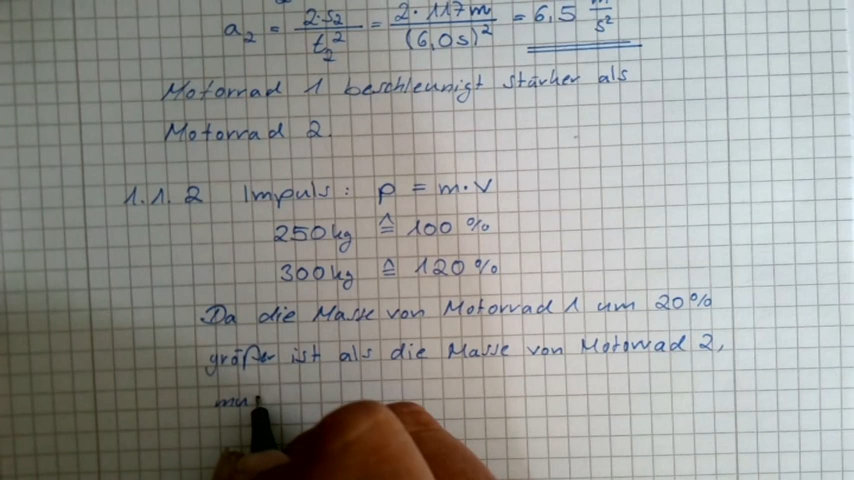 a₂ = 2·s₂/t₂² = 2·117m/(6,0s)² = 6,5 m/s²
Motorrad 1 beschleunigt stärker als
Motorrad 2.
1.1.2 Impuls: p = m·v
250kg ≙ 100%
300kg ≙ 120%
Da die Masse von Motorrad 1 um 20%
größer ist als die Masse von Motorrad 2,
mu